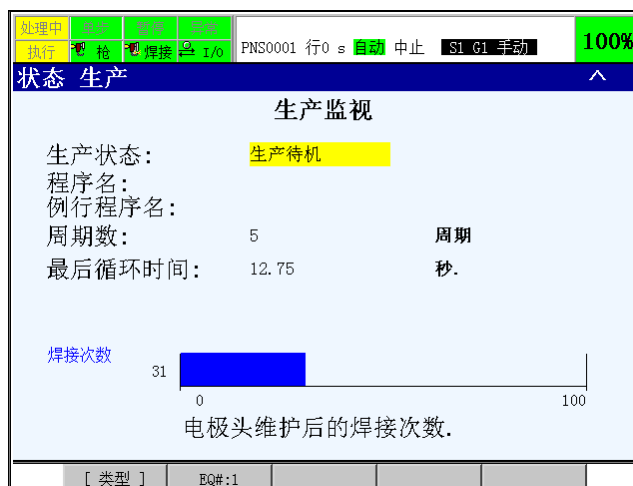 处理中 单步 暂停 异常
执行 枪 焊接 I/O PNS0001 行0 s 自动 中止 S1 G1 手动 100%
状态 生产
生产监视
生产状态: 生产待机
程序名:
例行程序名:
周期数: 5 周期
最后循环时间: 12.75 秒.
焊接次数 31
0 100
电极头维护后的焊接次数.
[ 类型 ] EQ#:1